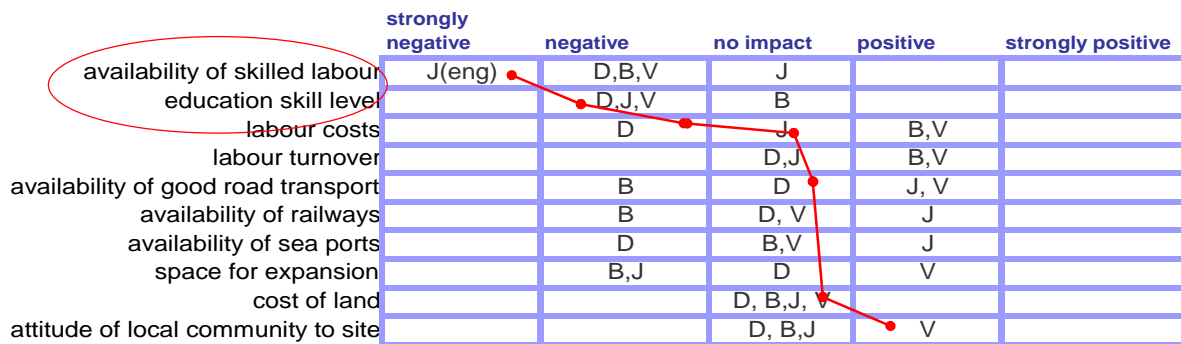 strongly
negative negative no impact positive strongly positive
availability of skilled labour J(eng) D,B,V J
education skill level D,J,V B
labour costs D J B,V
labour turnover D,J B,V
availability of good road transport B D J, V
availability of railways B D, V J
availability of sea ports D B,V J
space for expansion B,J D V
cost of land D, B,J, V
attitude of local community to site D, B,J V